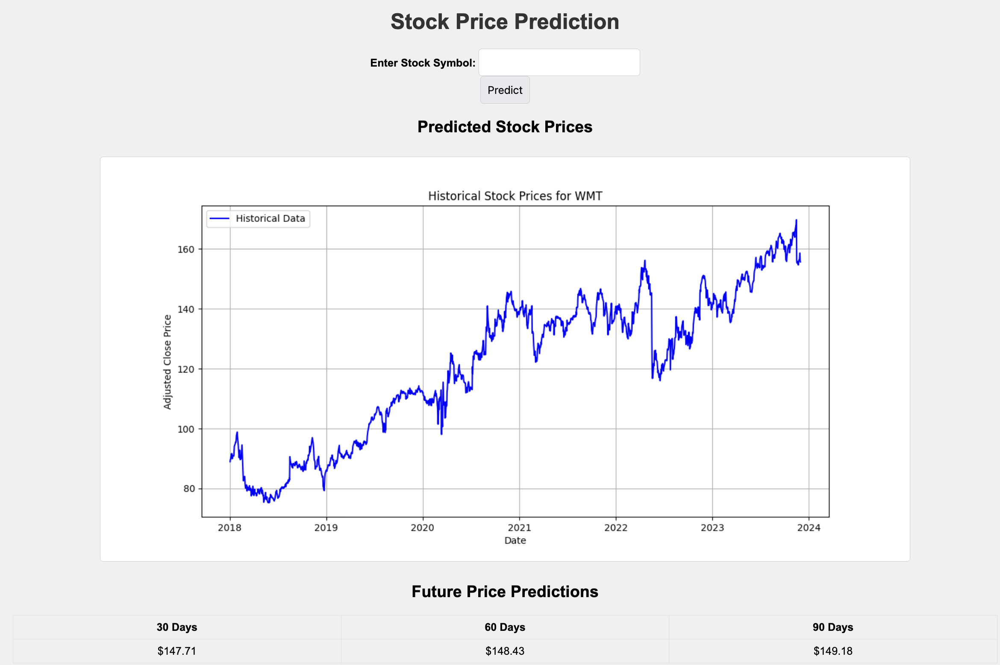 Stock Price Prediction
Enter Stock Symbol:
Predict
Predicted Stock Prices
Historical Stock Prices for WMT
Historical Data
160
140
120
100
80
Adjusted Close Price
2018 2019 2020 2021 2022 2023 2024
Date
Future Price Predictions
30 Days 60 Days 90 Days
$147.71 $148.43 $149.18